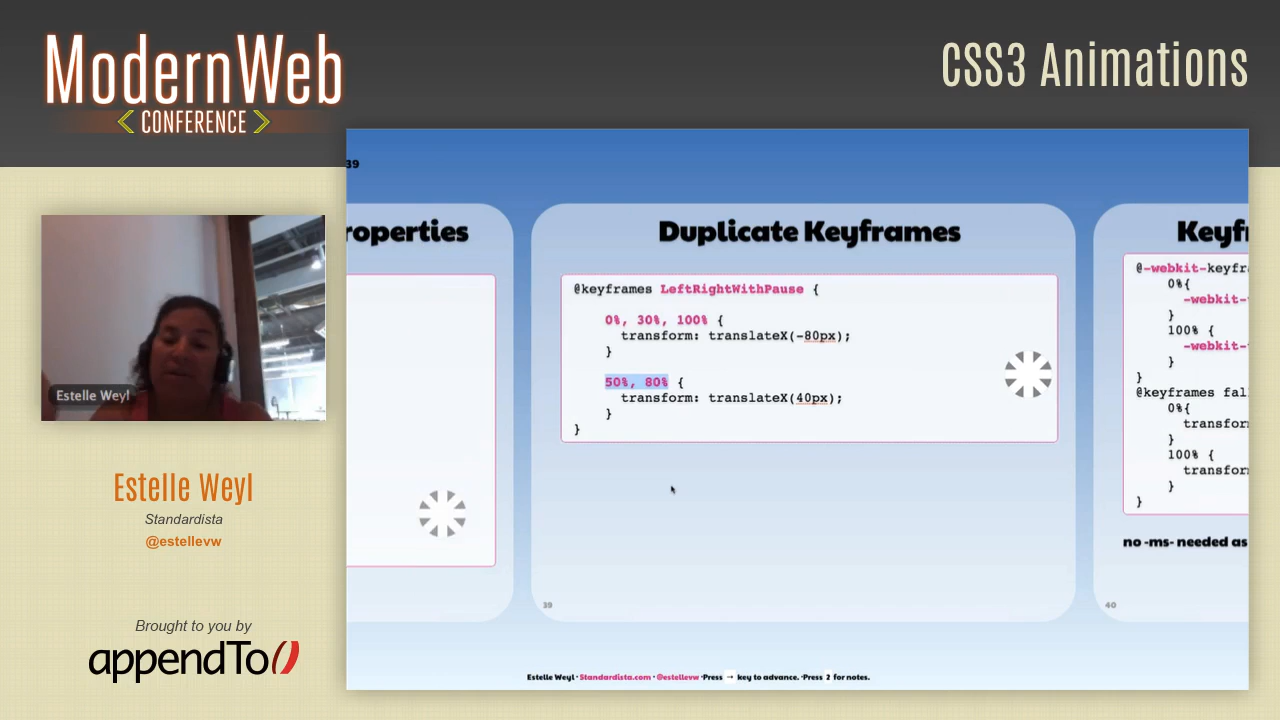 ModernWeb
CONFERENCE
CSS3 Animations
Estelle Weyl
Estelle Weyl
Standardista
@estellevw
Brought to you by
appendTo()
39
roperties
Duplicate Keyframes
@keyframes LeftRightWithPause {
0%, 30%, 100% {
transform: translateX(-80px);
}
50%, 80% {
transform: translateX(40px);
}
}
39
Keyfr
@-webkit-keyfra
0%{
-webkit-
}
100% {
-webkit-
}
}
@keyframes fal
0%{
transfor
}
100% {
transfor
}
}
no -ms- needed as
40
Estelle Weyl · Standardista.com · @estellevw ·Press → key to advance. ·Press 2 for notes.